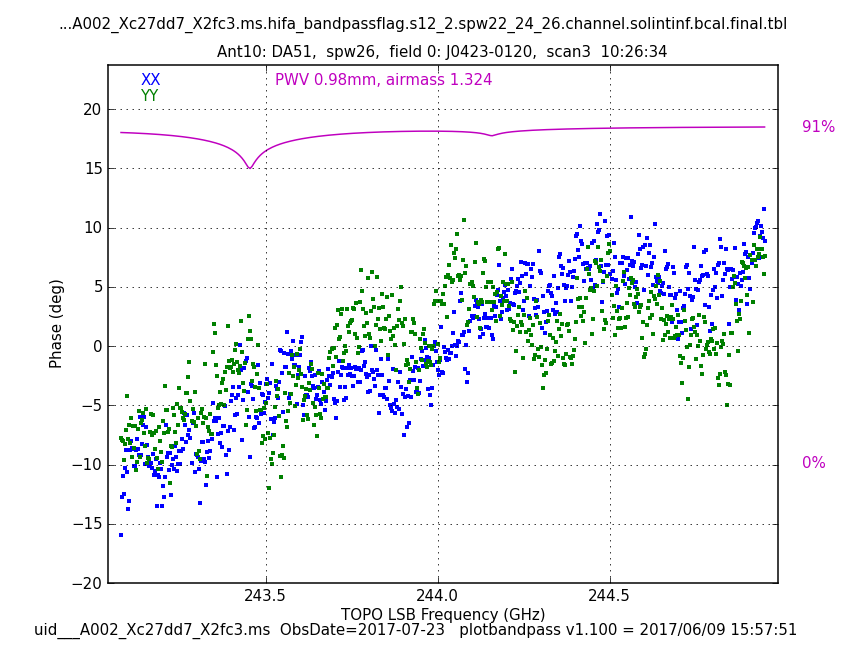 ...A002_Xc27dd7_X2fc3.ms.hifa_bandpassflag.s12_2.spw22_24_26.channel.solintinf.bcal.final.tbl
Ant10: DA51,  spw26,  field 0: J0423-0120,  scan3  10:26:34
XX
PWV 0.98mm, airmass 1.324
YY
20
91%
15
10
5
Phase (deg)
0
−5
−10
0%
−15
−20
243.5
244.0
244.5
TOPO LSB Frequency (GHz)
uid___A002_Xc27dd7_X2fc3.ms  ObsDate=2017-07-23   plotbandpass v1.100 = 2017/06/09 15:57:51